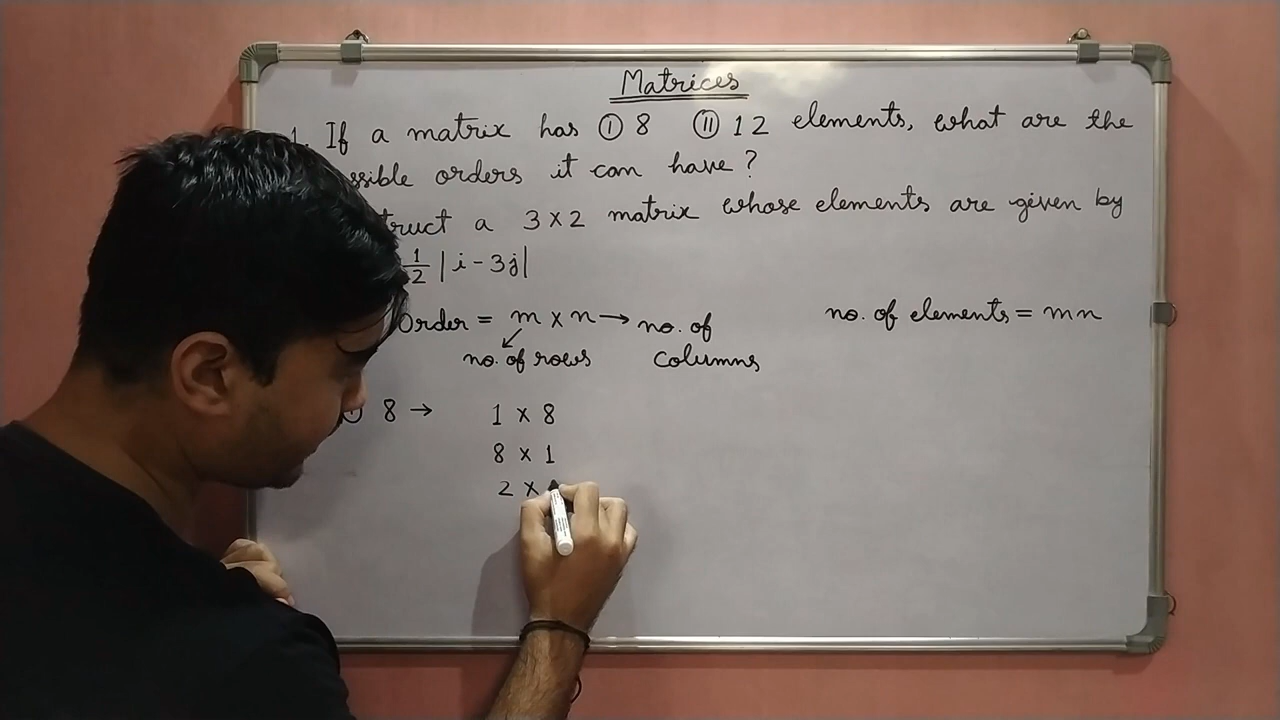 Matrices
1. If a matrix has Ⓘ 8 Ⓘⓘ 12 elements, what are the
ssible orders it can have?
truct a 3 × 2 matrix whose elements are given by
1/2 | i - 3j |
Order = m × n → no. of
no. of elements = mn
no. of rows
columns
8 → 1 × 8
8 × 1
2 ×